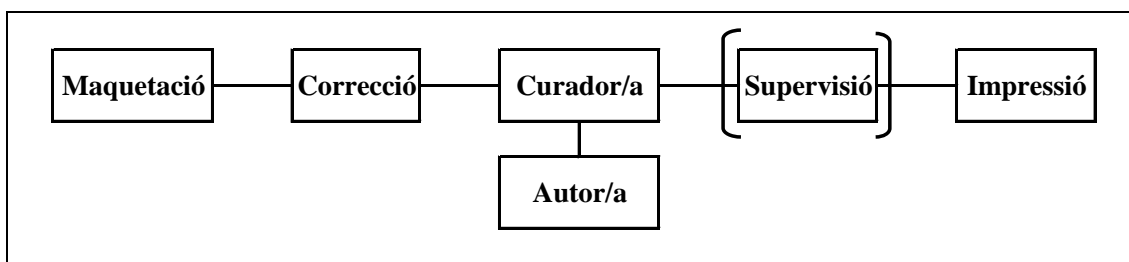 Maquetació
Correcció
Curador/a
Supervisió
Impressió
Autor/a